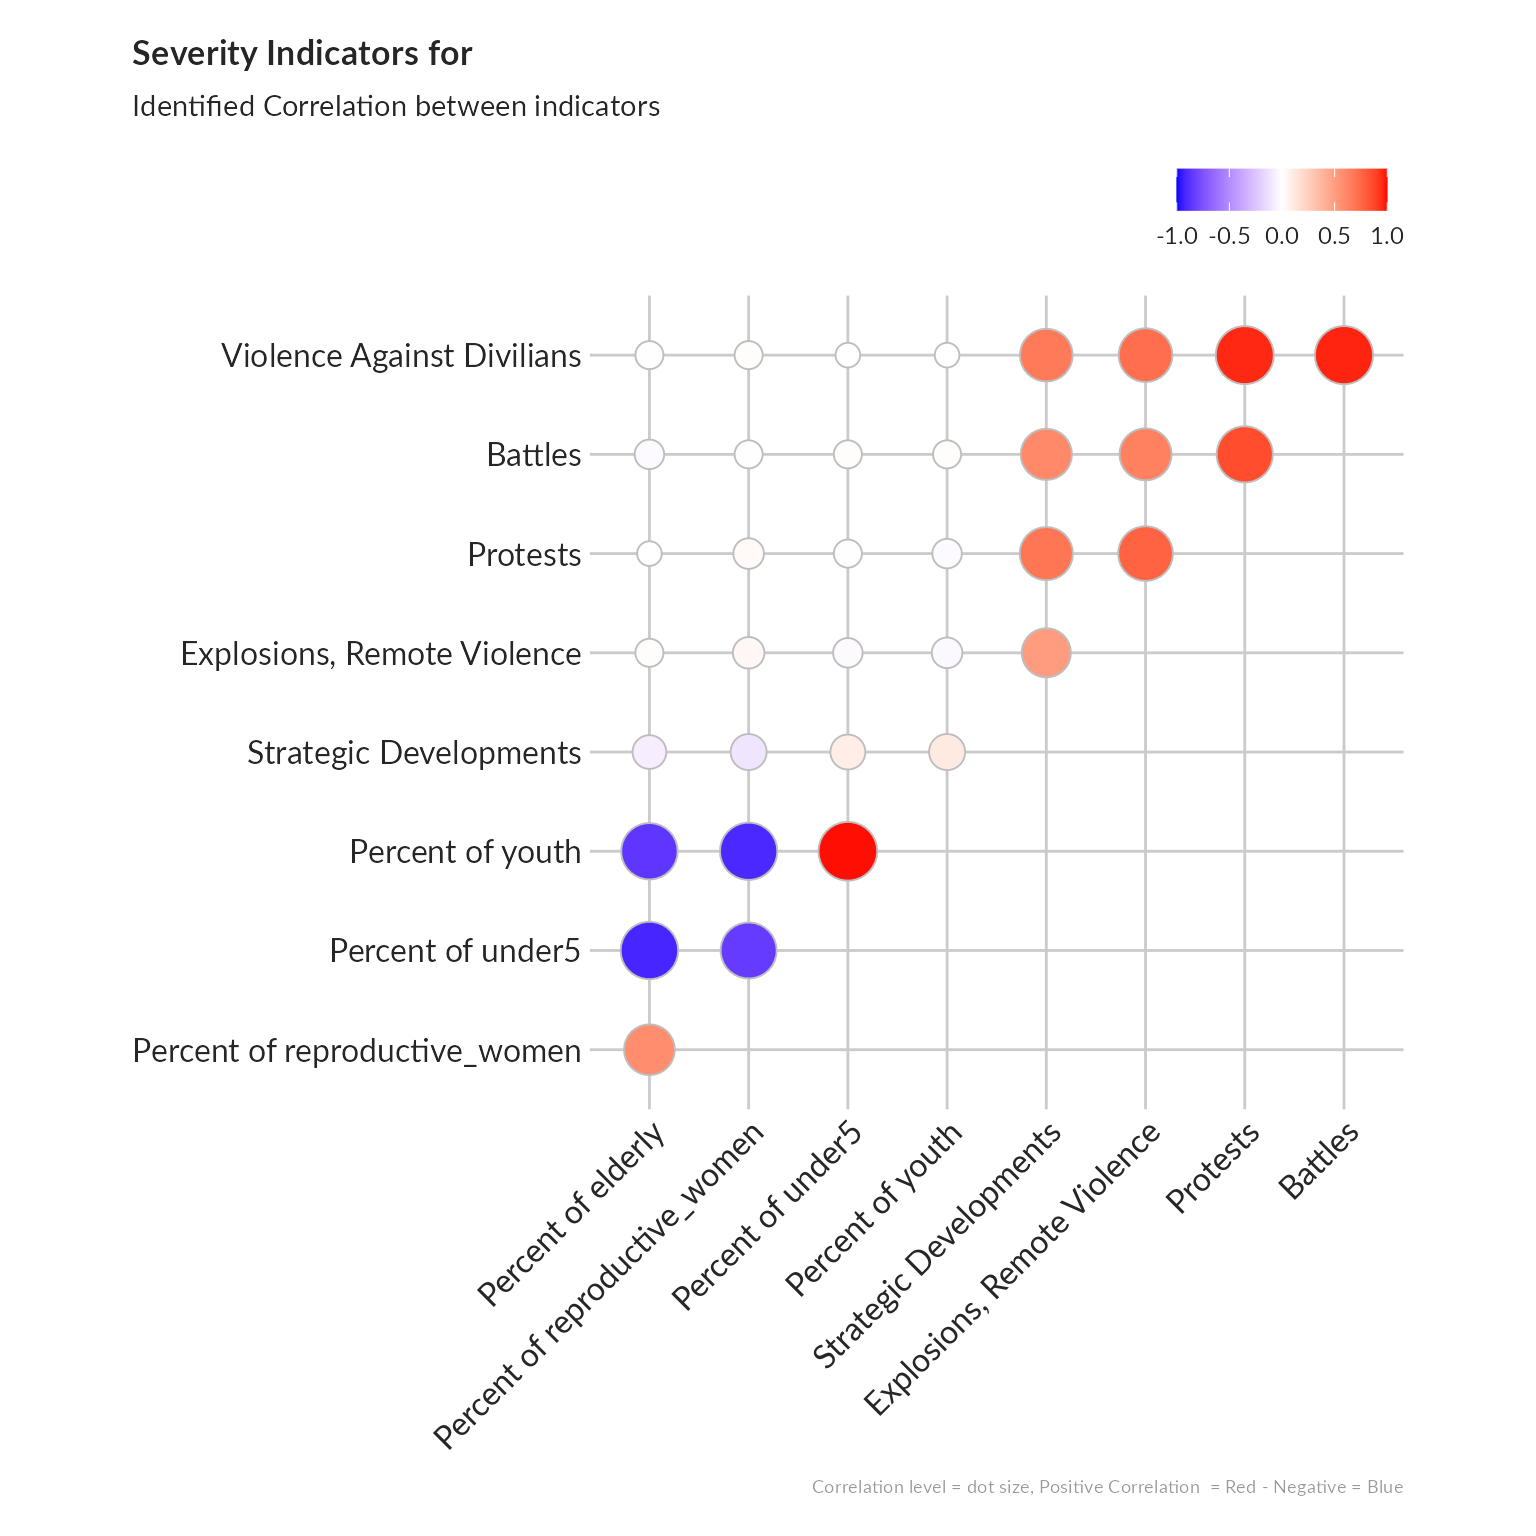 Severity Indicators for
Identified Correlation between indicators
-1.0 -0.5 0.0 0.5 1.0
Violence Against Divilians
Battles
Protests
Explosions, Remote Violence
Strategic Developments
Percent of youth
Percent of under5
Percent of reproductive_women
Percent of elderly
Percent of reproductive_women
Percent of under5
Percent of youth
Strategic Developments
Explosions, Remote Violence
Protests
Battles
Correlation level = dot size, Positive Correlation  = Red - Negative = Blue